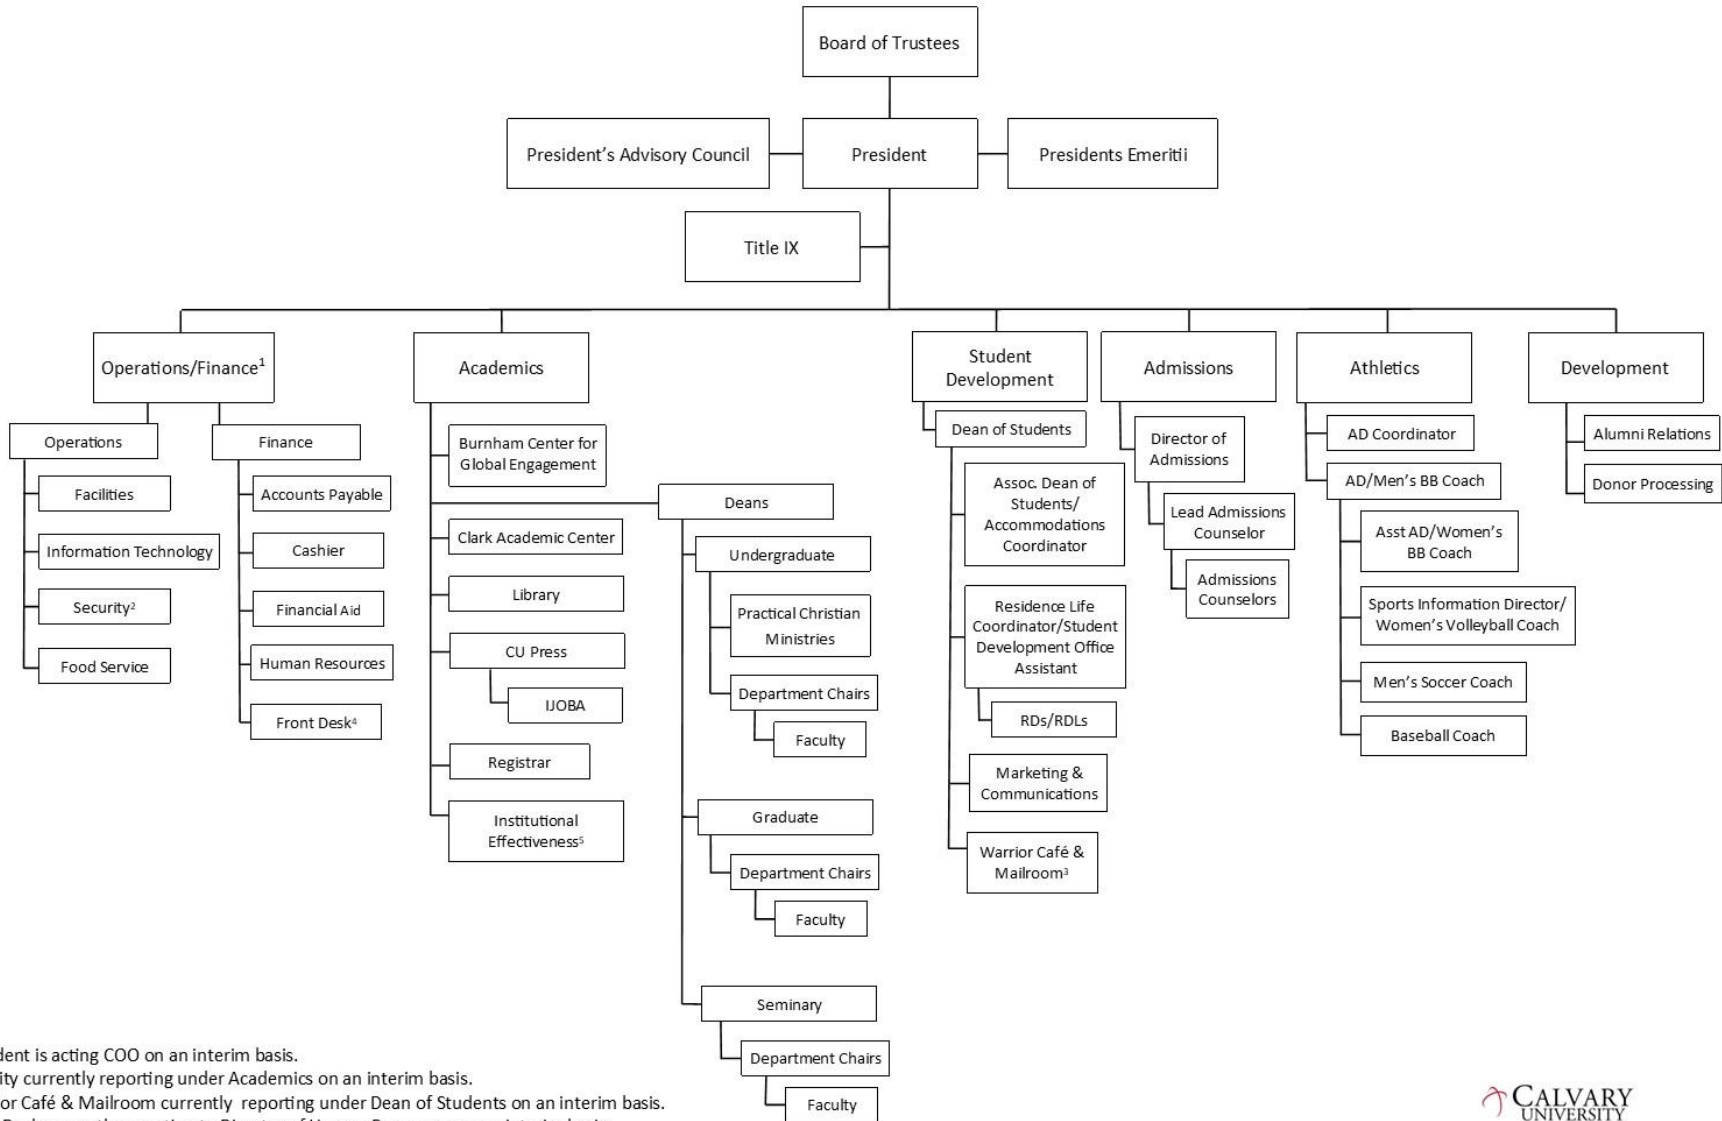 Board of Trustees
President’s Advisory Council
President
Presidents Emeritii
Title IX
Operations/Finance¹
Academics
Student
Development
Admissions
Athletics
Development
Operations
Facilities
Information Technology
Security²
Food Service
Finance
Accounts Payable
Cashier
Financial Aid
Human Resources
Front Desk⁴
Burnham Center for
Global Engagement
Clark Academic Center
Library
CU Press
IJOBA
Registrar
Institutional
Effectiveness⁵
Deans
Undergraduate
Practical Christian
Ministries
Department Chairs
Faculty
Graduate
Department Chairs
Faculty
Seminary
Department Chairs
Faculty
Dean of Students
Assoc. Dean of
Students/
Accommodations
Coordinator
Residence Life
Coordinator/Student
Development Office
Assistant
RDs/RDLs
Marketing &
Communications
Warrior Café &
Mailroom³
Director of
Admissions
Lead Admissions
Counselor
Admissions
Counselors
AD Coordinator
AD/Men’s BB Coach
Asst AD/Women’s
BB Coach
Sports Information Director/
Women’s Volleyball Coach
Men’s Soccer Coach
Baseball Coach
Alumni Relations
Donor Processing
dent is acting COO on an interim basis.
ity currently reporting under Academics on an interim basis.
or Café & Mailroom currently reporting under Dean of Students on an interim basis.
CALVARY
UNIVERSITY